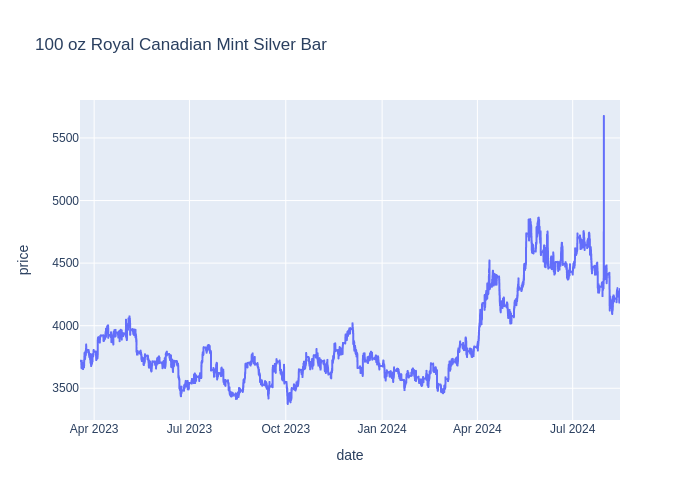 100 oz Royal Canadian Mint Silver Bar
5500
5000
4500
4000
3500
price
Apr 2023 Jul 2023 Oct 2023 Jan 2024 Apr 2024 Jul 2024
date